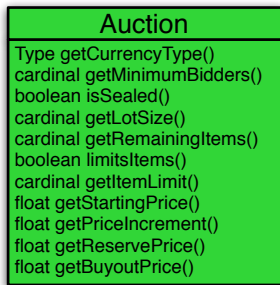 Auction
Type getCurrencyType()
cardinal getMinimumBidders()
boolean isSealed()
cardinal getLotSize()
cardinal getRemainingItems()
boolean limitsItems()
cardinal getItemLimit()
float getStartingPrice()
float getPriceIncrement()
float getReservePrice()
float getBuyoutPrice()